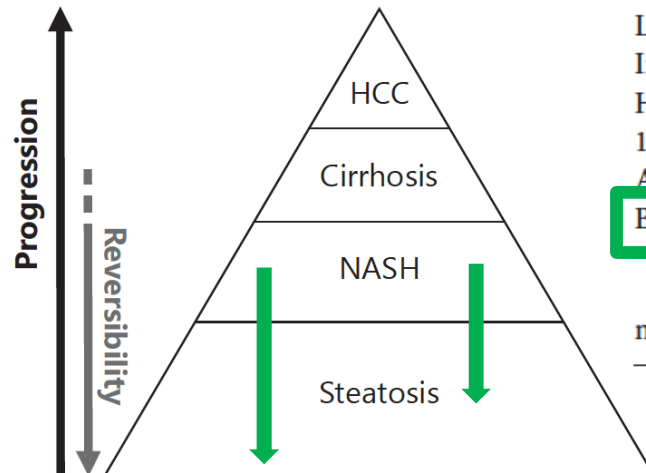 Progression
Reversibility
HCC
Cirrhosis
NASH
Steatosis